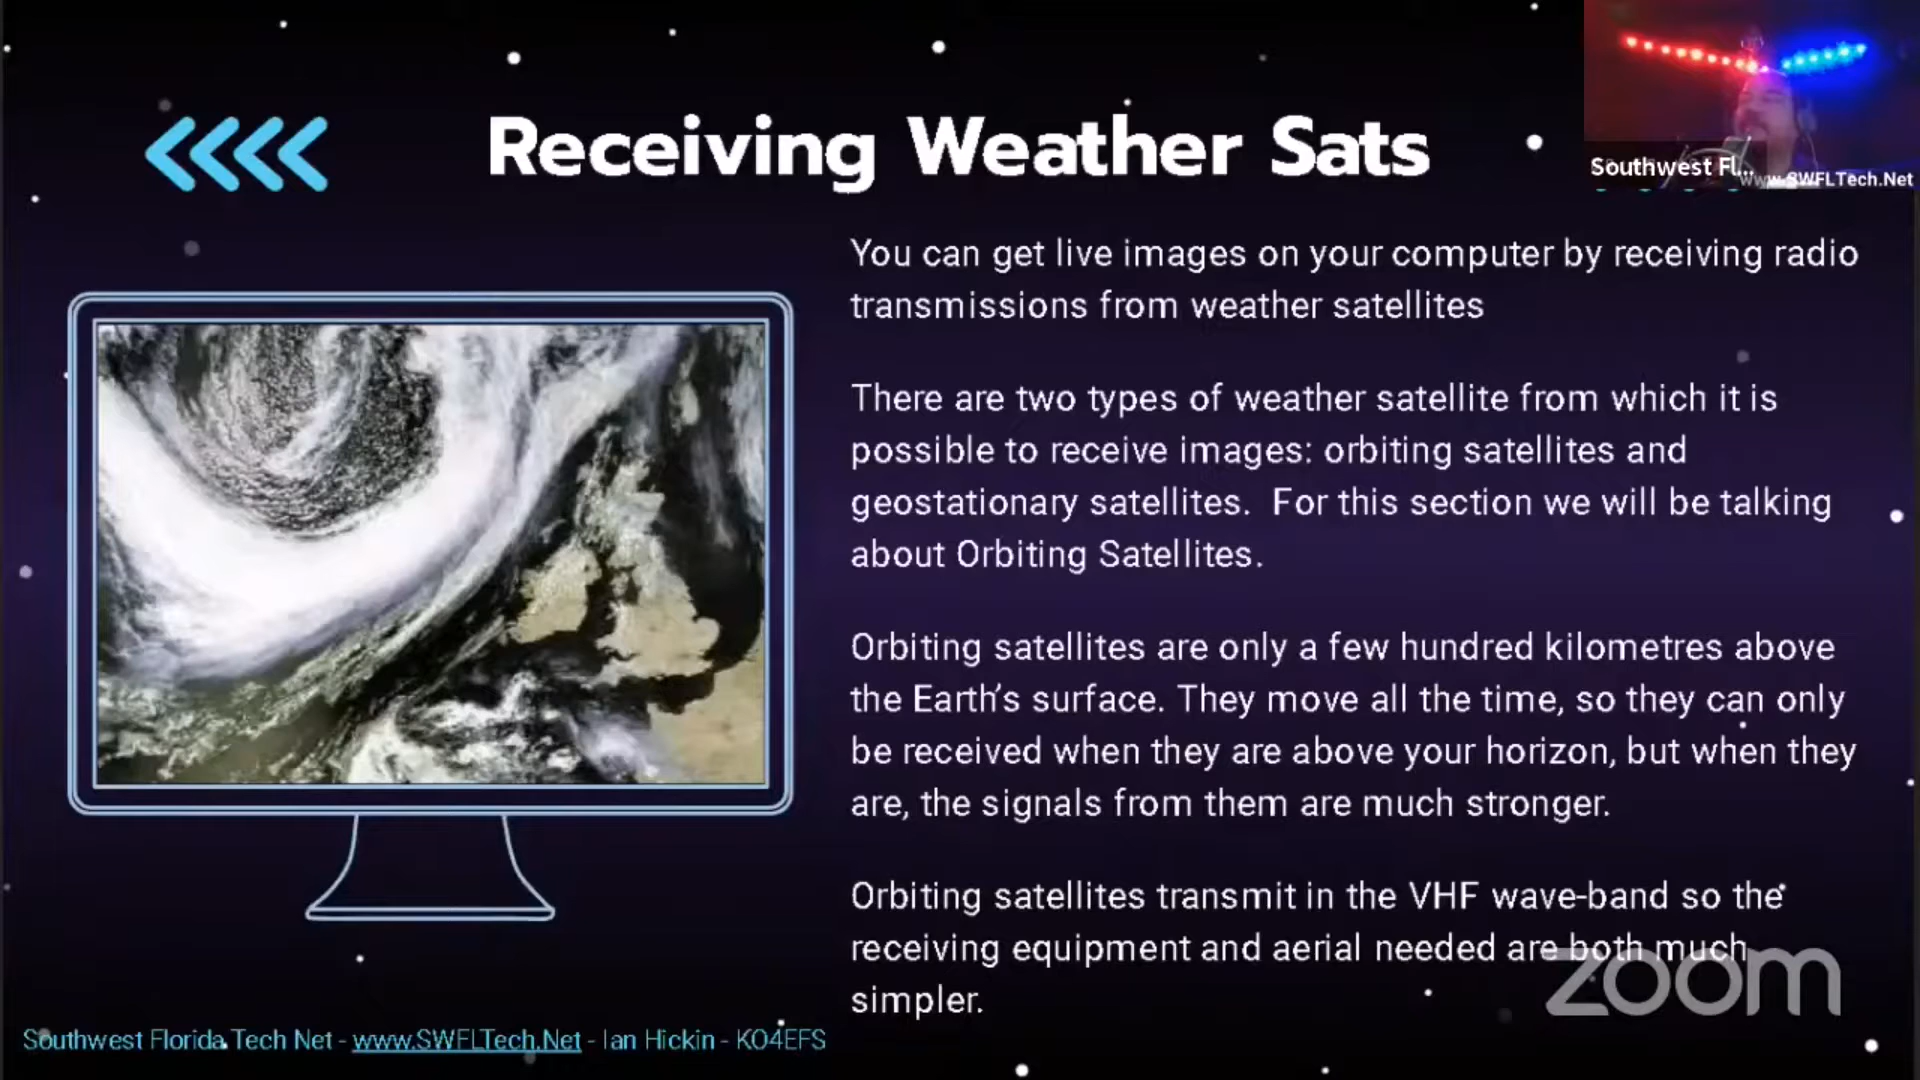 Receiving Weather Sats
Southwest Fl...
www.SWFLTech.Net
You can get live images on your computer by receiving radio
transmissions from weather satellites
There are two types of weather satellite from which it is
possible to receive images: orbiting satellites and
geostationary satellites. For this section we will be talking
about Orbiting Satellites.
Orbiting satellites are only a few hundred kilometres above
the Earth's surface. They move all the time, so they can only
be received when they are above your horizon, but when they
are, the signals from them are much stronger.
Orbiting satellites transmit in the VHF wave-band so the
receiving equipment and aerial needed are both much
simpler.
zoom
Southwest Florida Tech Net - www.SWFLTech.Net - Ian Hickin - KO4EFS